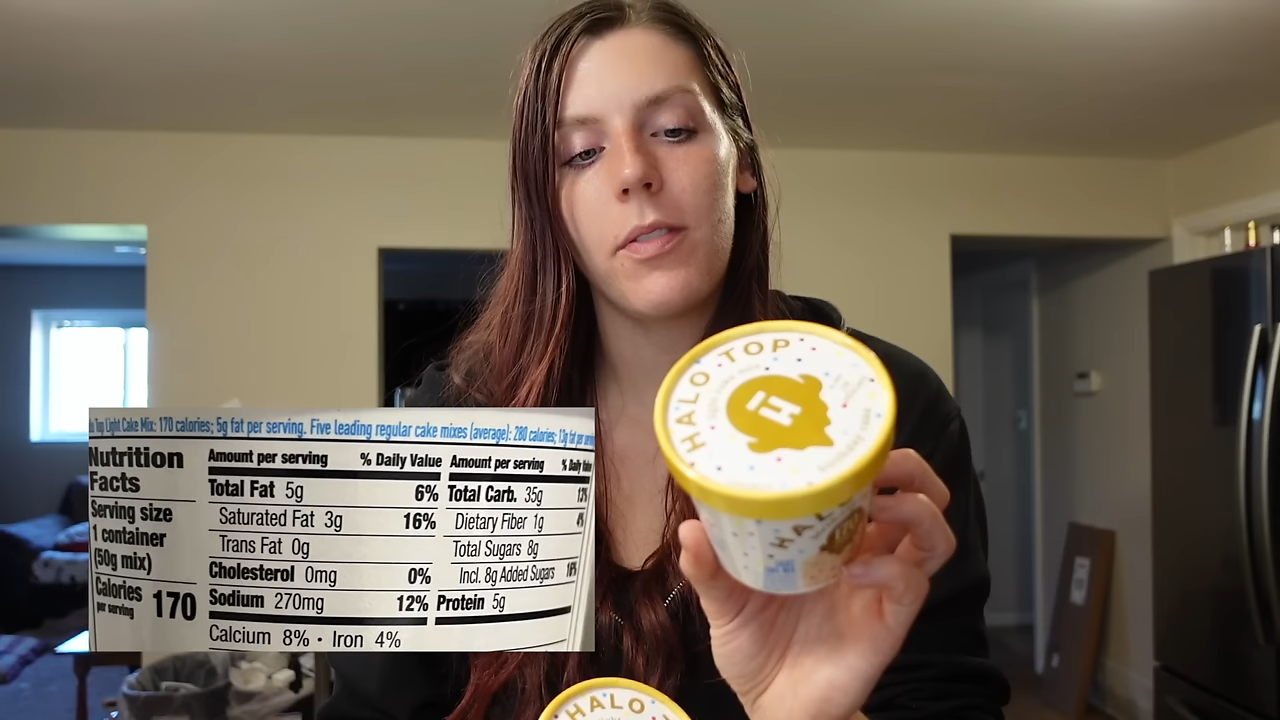 HALO TOP
Top Light Cake Mix: 170 calories; 5g fat per serving. Five leading regular cake mixes (average): 280 calories; 13g fat per
Nutrition
Facts
Serving size
1 container
(50g mix)
Calories
per serving 170
Amount per serving % Daily Value
Total Fat 5g 6%
Saturated Fat 3g 16%
Trans Fat 0g
Cholesterol 0mg 0%
Sodium 270mg 12%
Calcium 8% • Iron 4%
Amount per serving % Daily
Total Carb. 35g 13%
Dietary Fiber 1g
Total Sugars 8g
Incl. 8g Added Sugars 16%
Protein 5g
HALO